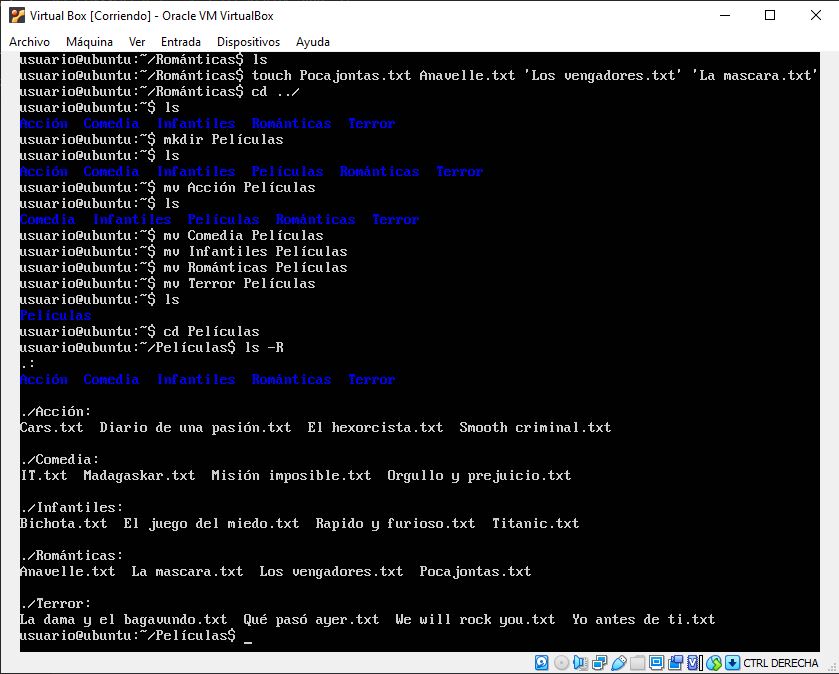 Virtual Box [Corriendo] - Oracle VM VirtualBox
Archivo Máquina Ver Entrada Dispositivos Ayuda
usuario@ubuntu:~/Románticas$ ls
usuario@ubuntu:~/Románticas$ touch Pocajontas.txt Anavelle.txt 'Los vengadores.txt' 'La mascara.txt'
usuario@ubuntu:~/Románticas$ cd ../
usuario@ubuntu:~$ ls
Acción Comedia Infantiles Románticas Terror
usuario@ubuntu:~$ mkdir Películas
usuario@ubuntu:~$ ls
Acción Comedia Infantiles Películas Románticas Terror
usuario@ubuntu:~$ mv Acción Películas
usuario@ubuntu:~$ ls
Comedia Infantiles Películas Románticas Terror
usuario@ubuntu:~$ mv Comedia Películas
usuario@ubuntu:~$ mv Infantiles Películas
usuario@ubuntu:~$ mv Románticas Películas
usuario@ubuntu:~$ mv Terror Películas
usuario@ubuntu:~$ ls
Películas
usuario@ubuntu:~$ cd Películas
usuario@ubuntu:~/Películas$ ls -R
.:
Acción Comedia Infantiles Románticas Terror
./Acción:
Cars.txt Diario de una pasión.txt El hexorcista.txt Smooth criminal.txt
./Comedia:
IT.txt Madagaskar.txt Misión imposible.txt Orgullo y prejuicio.txt
./Infantiles:
Bichota.txt El juego del miedo.txt Rapido y furioso.txt Titanic.txt
./Románticas:
Anavelle.txt La mascara.txt Los vengadores.txt Pocajontas.txt
./Terror:
La dama y el bagavundo.txt Qué pasó ayer.txt We will rock you.txt Yo antes de ti.txt
usuario@ubuntu:~/Películas$ _
CTRL DERECHA